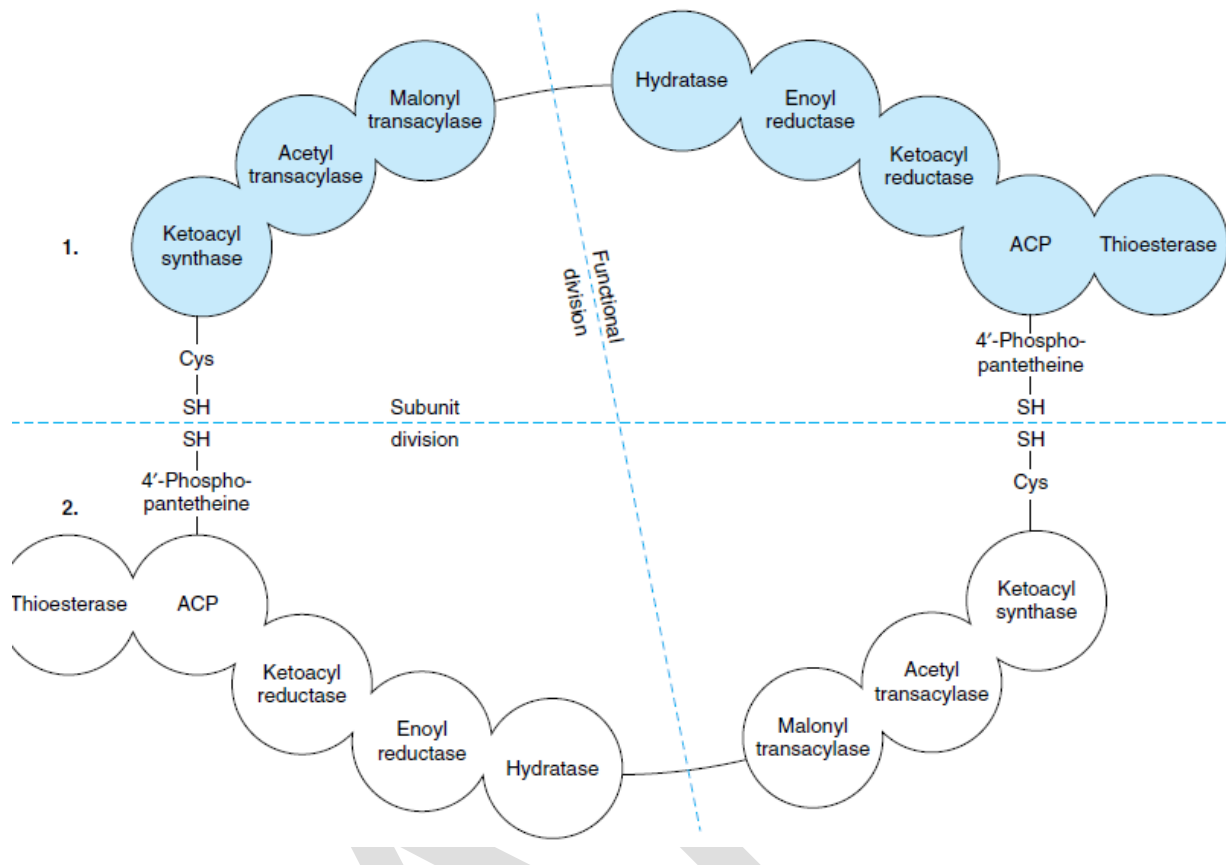 Hydratase
Enoyl
reductase
Malonyl
transacylase
Acetyl
transacylase
Ketoacyl
reductase
1.
Ketoacyl
synthase
ACP
Thioesterase
Functional
division
Cys
4′-Phospho-
pantetheine
SH
Subunit
SH
SH
division
SH
4′-Phospho-
pantetheine
Cys
2.
Thioesterase
ACP
Ketoacyl
synthase
Ketoacyl
reductase
Acetyl
transacylase
Enoyl
reductase
Malonyl
transacylase
Hydratase